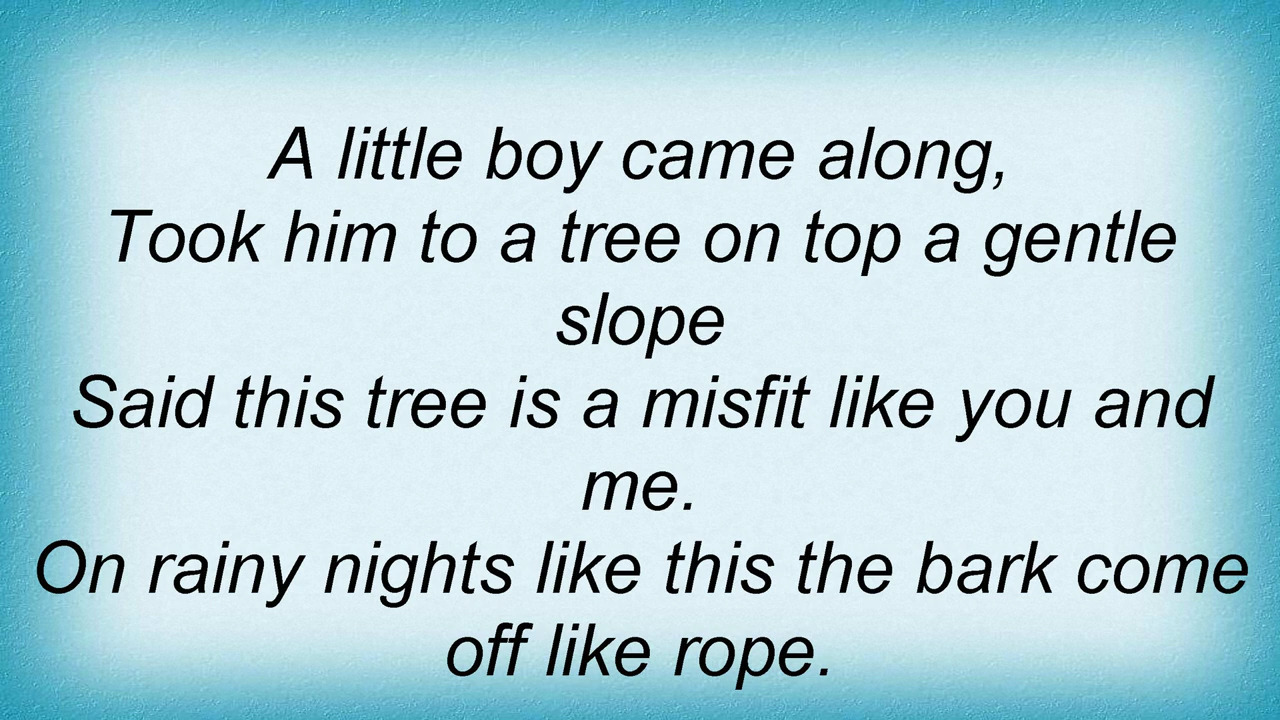 A little boy came along,
Took him to a tree on top a gentle
slope
Said this tree is a misfit like you and
me.
On rainy nights like this the bark come
off like rope.